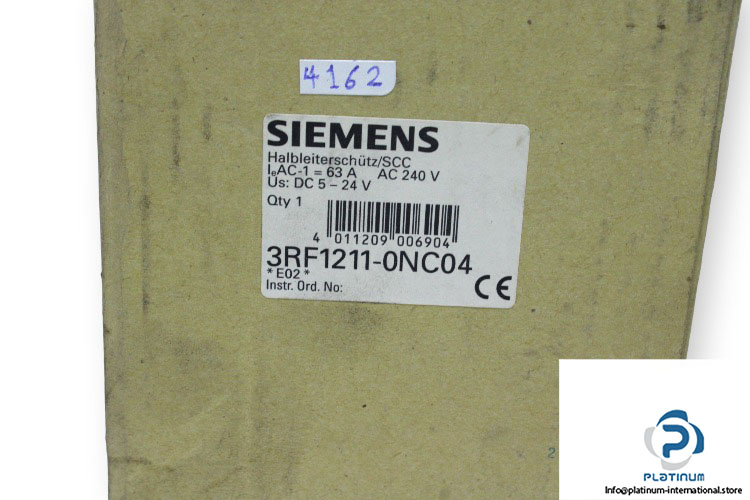 4162
SIEMENS
Halbleiterschütz/SCC
IeAC-1 = 63 A AC 240 V
Us: DC 5 – 24 V
Qty 1
4 011209 006904
3RF1211-0NC04
* E02 *
Instr. Ord. No:
CE
2
PLATINUM
Info@platinum-international.store